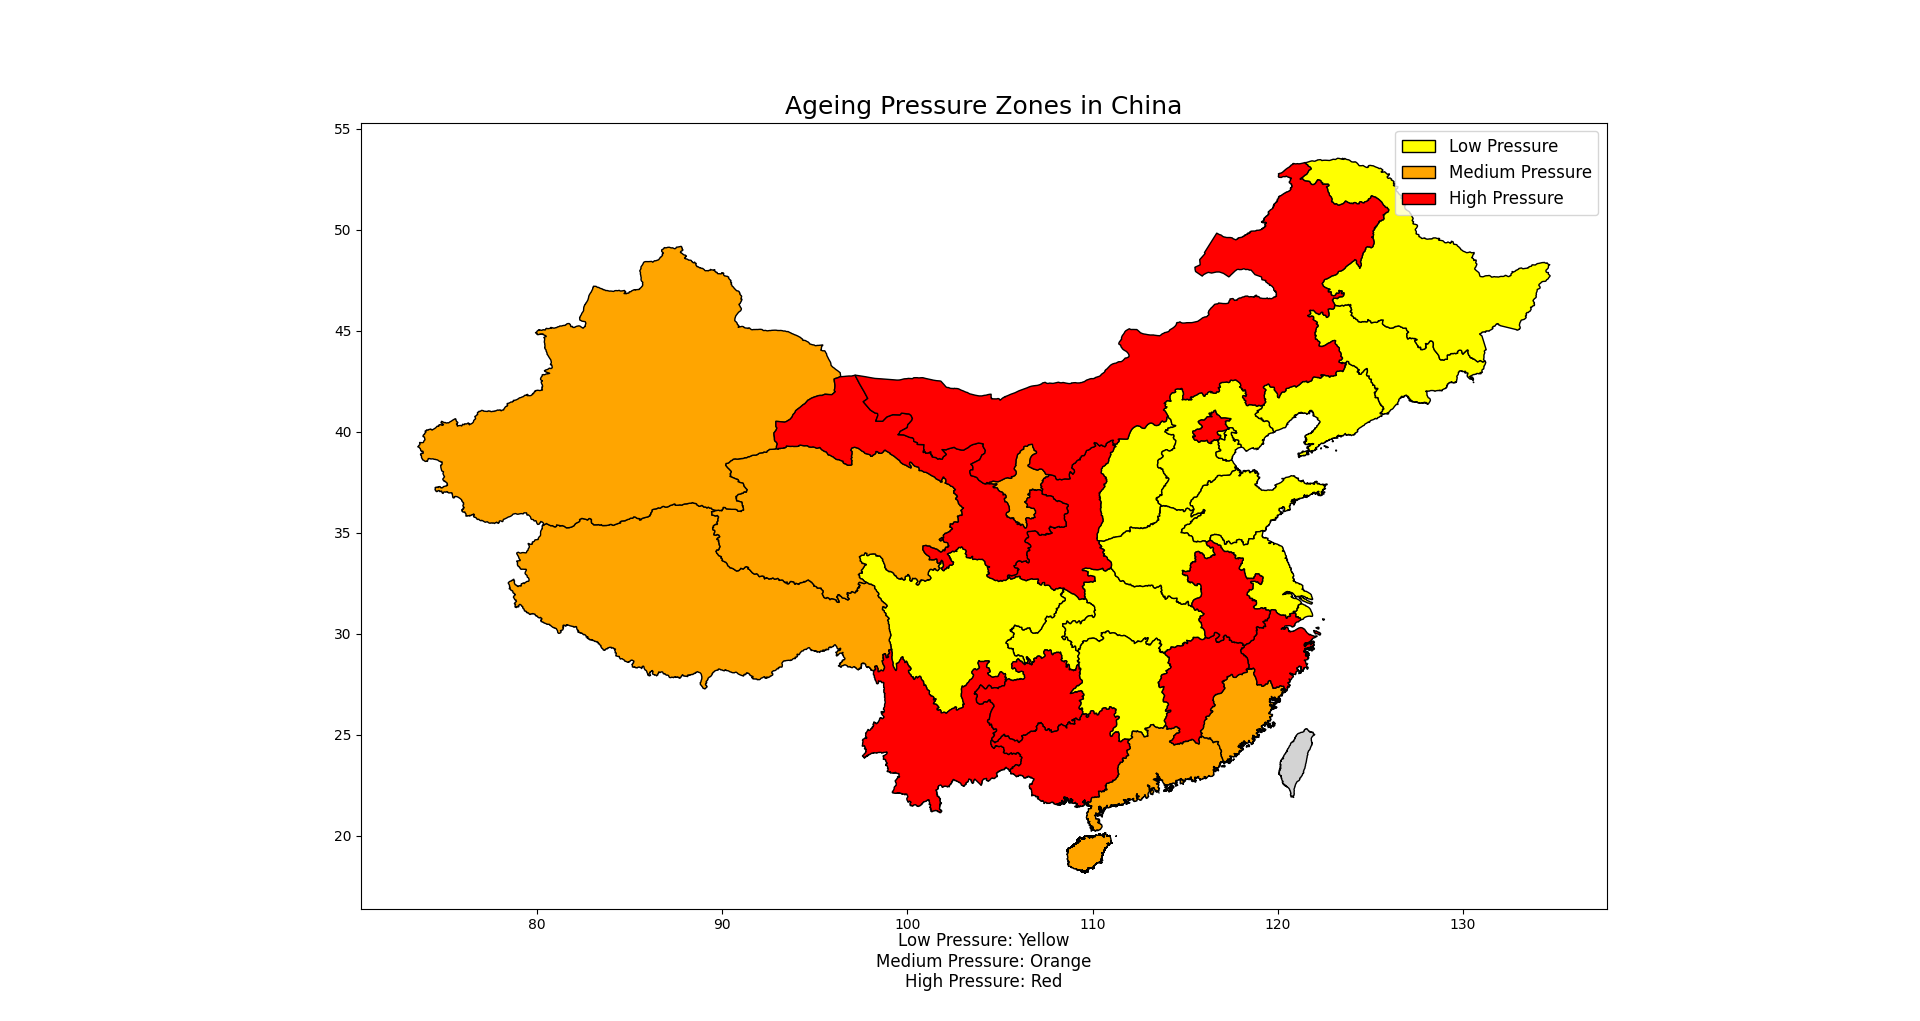 Ageing Pressure Zones in China
Low Pressure
Medium Pressure
High Pressure
55
50
45
40
35
30
25
20
80
90
100
110
120
130
Low Pressure: Yellow
Medium Pressure: Orange
High Pressure: Red